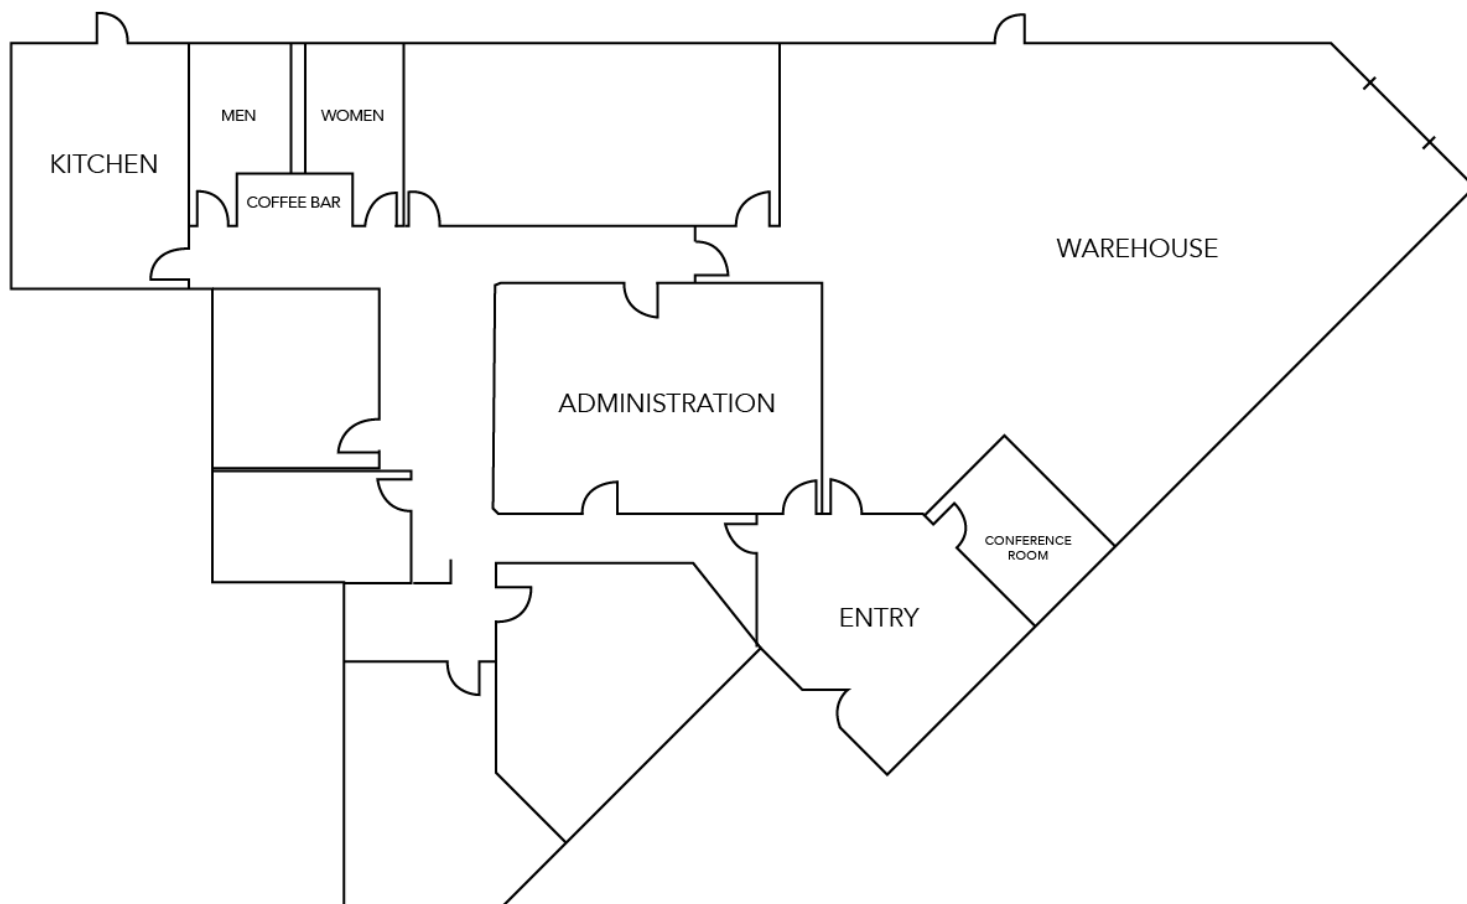 MEN
WOMEN
KITCHEN
COFFEE BAR
WAREHOUSE
ADMINISTRATION
CONFERENCE
ROOM
ENTRY